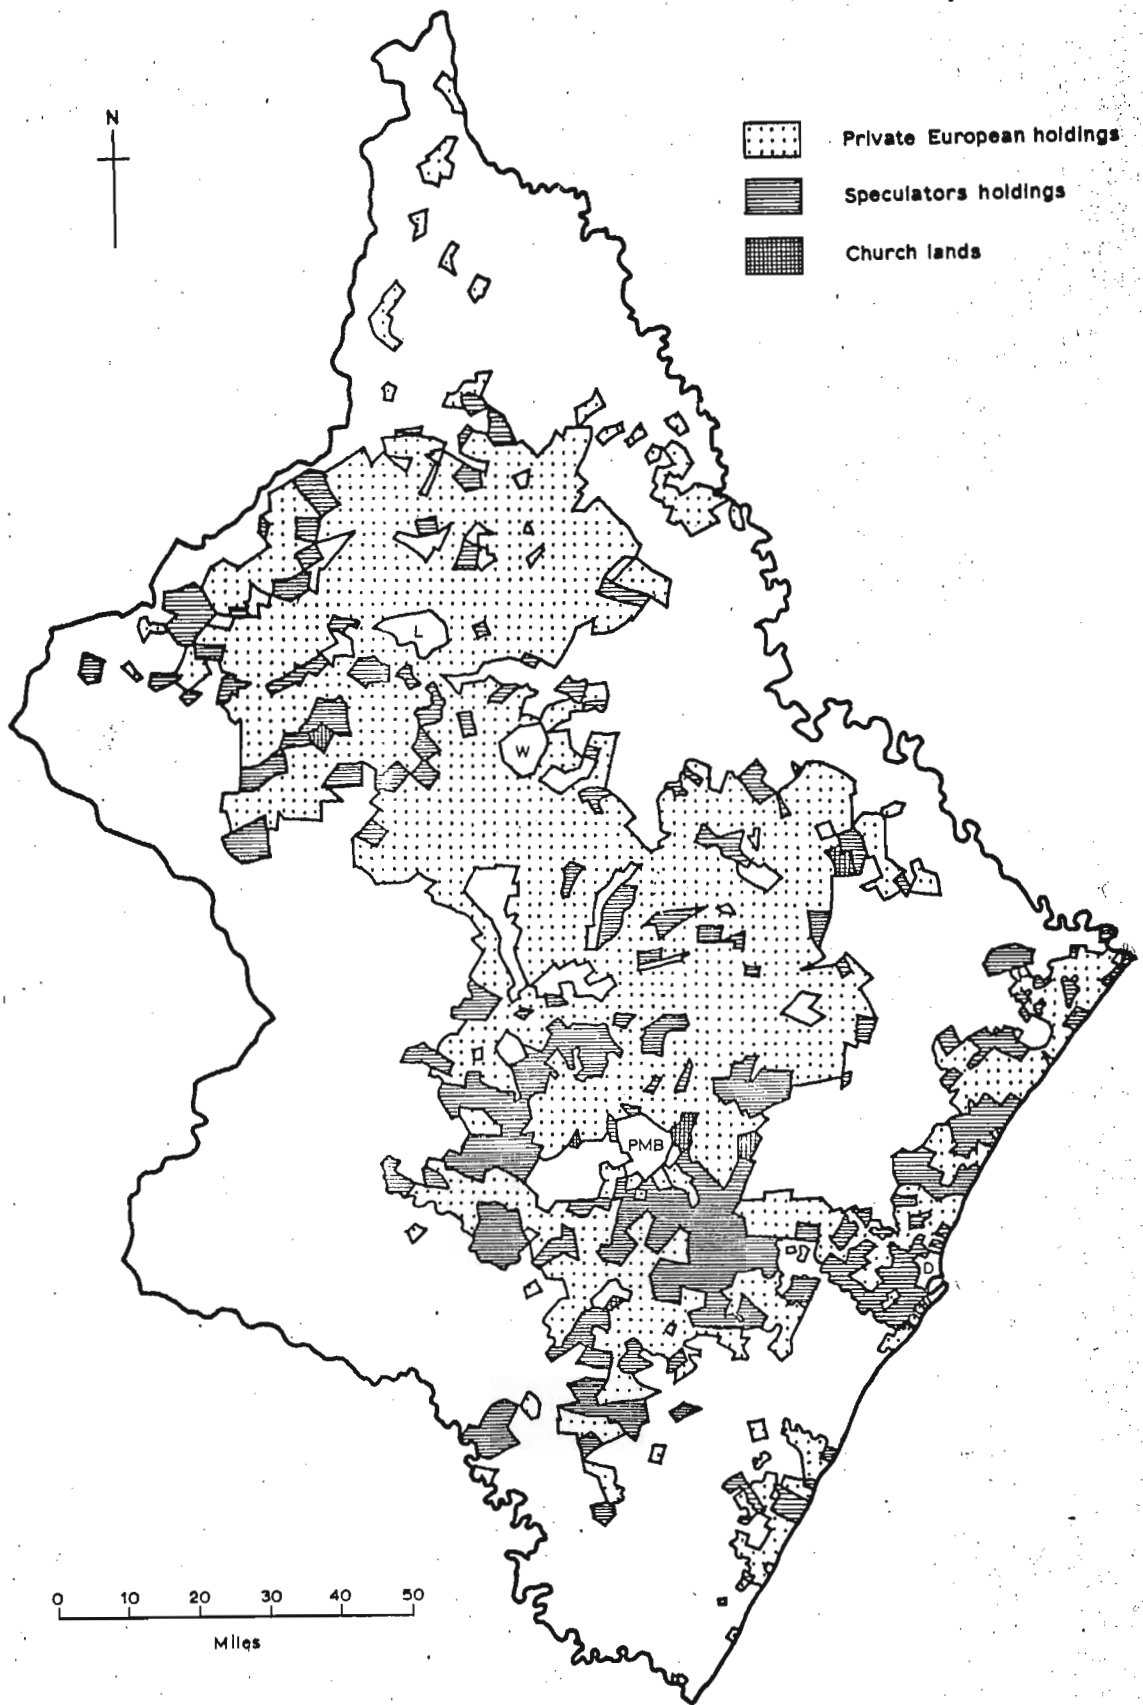 N
Private European holdings
Speculators holdings
Church lands
L
W
PMB
D
0 10 20 30 40 50
Miles